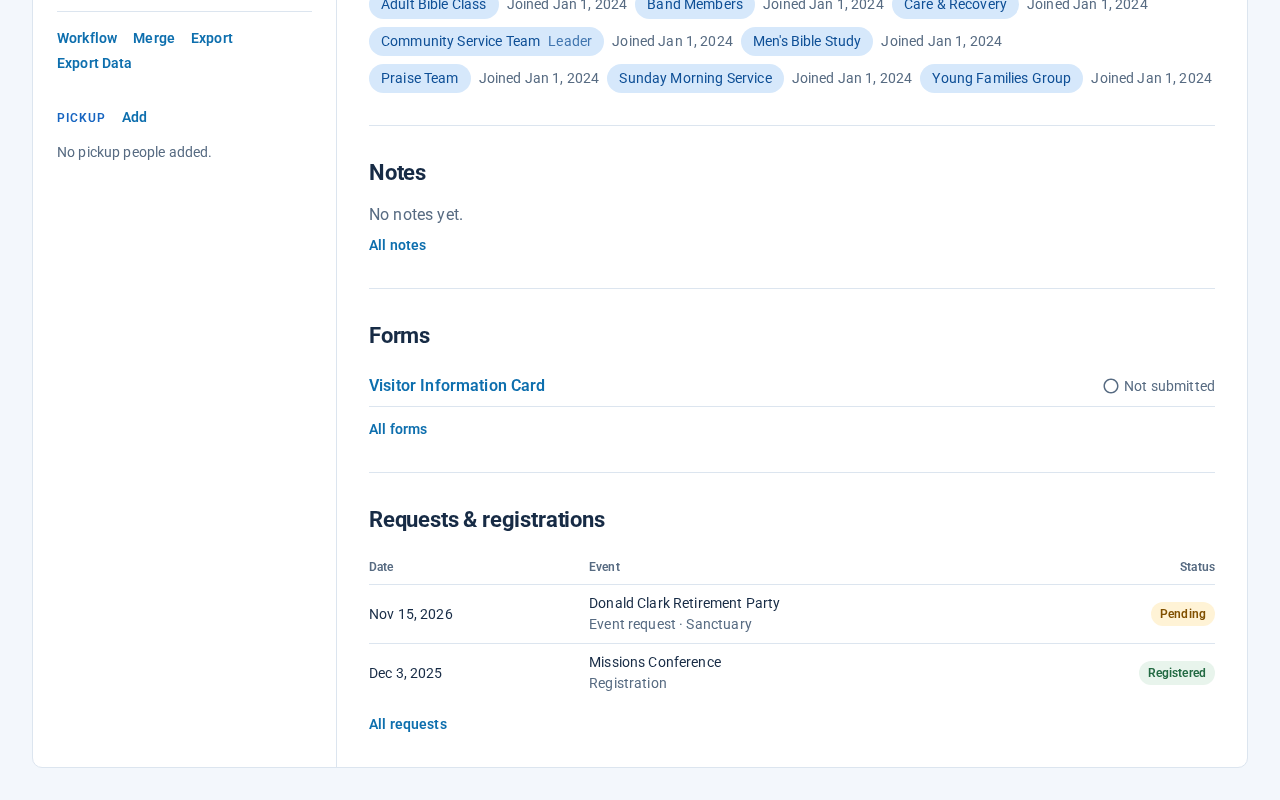 Workflow Merge Export
Export Data
PICKUP Add
No pickup people added.
Adult Bible Class Joined Jan 1, 2024 Band Members Joined Jan 1, 2024 Care & Recovery Joined Jan 1, 2024
Community Service Team Leader Joined Jan 1, 2024 Men's Bible Study Joined Jan 1, 2024
Praise Team Joined Jan 1, 2024 Sunday Morning Service Joined Jan 1, 2024 Young Families Group Joined Jan 1, 2024
Notes
No notes yet.
All notes
Forms
Visitor Information Card Not submitted
All forms
Requests & registrations
Date Event Status
Nov 15, 2026 Donald Clark Retirement Party Pending
Event request · Sanctuary
Dec 3, 2025 Missions Conference Registered
Registration
All requests